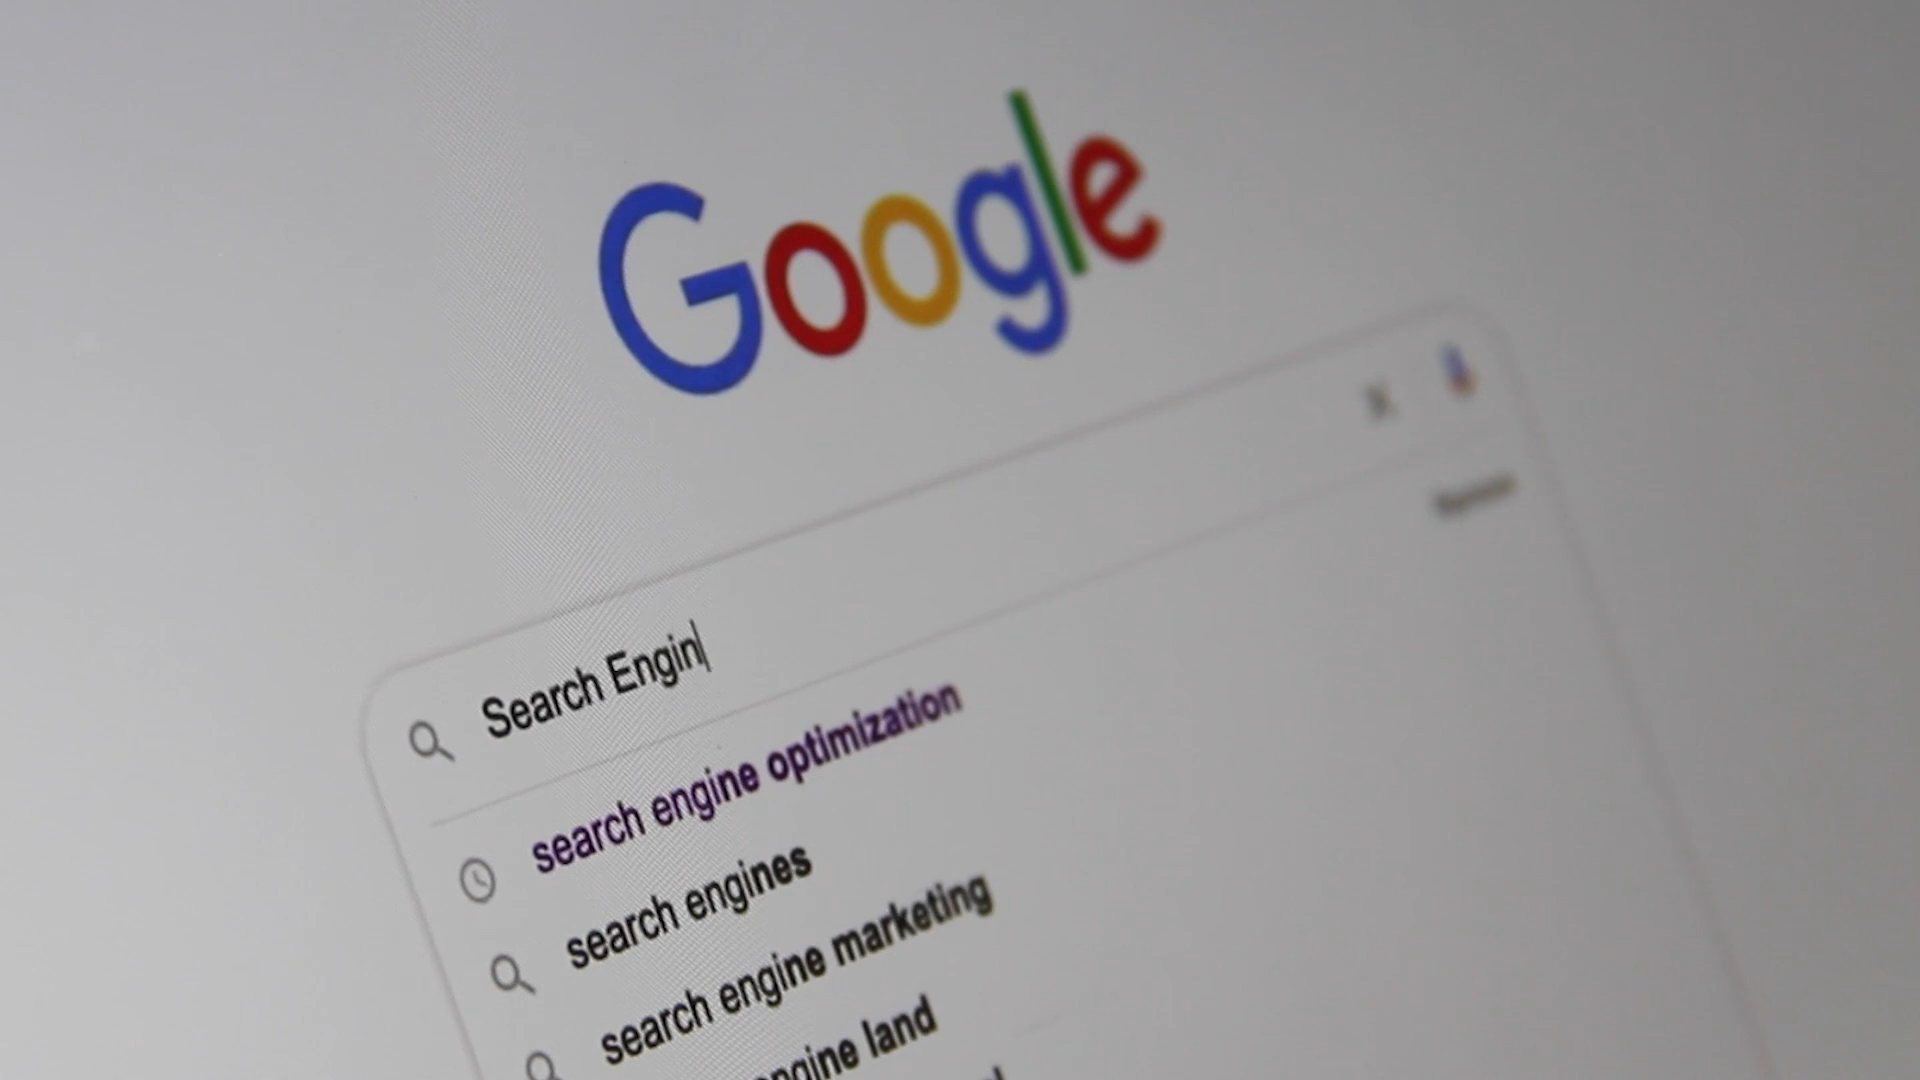 Google
Search Engin
search engine optimization
search engines
search engine marketing
engine land